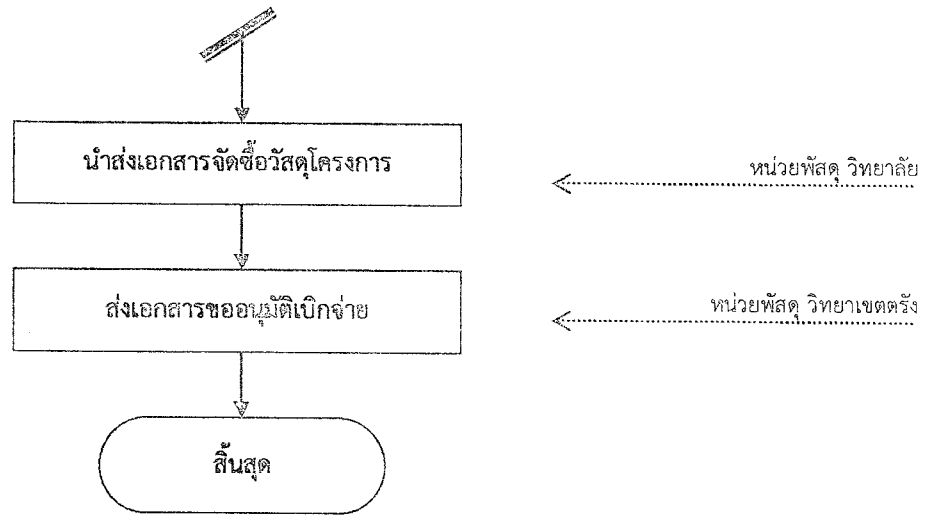 นำส่งเอกสารจัดซื้อวัสดุโครงการ
หน่วยพัสดุ วิทยาลัย
ส่งเอกสารขออนุมัติเบิกจ่าย
หน่วยพัสดุ วิทยาเขตตรัง
สิ้นสุด